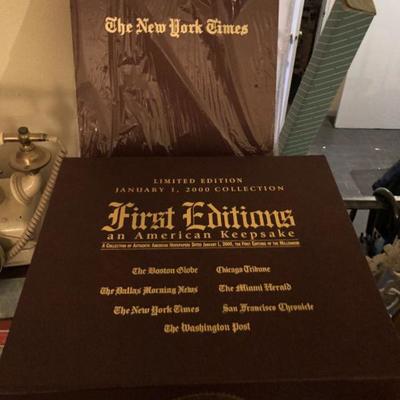 The New York Times
LIMITED EDITION
JANUARY 1, 2000 COLLECTION
First Editions
an American Keepsake
A Collection of Authentic American Newspapers Dated January 1, 2000, the First Editions of the Millennium
The Boston Globe Chicago Tribune
The Dallas Morning News The Miami Herald
The New York Times San Francisco Chronicle
The Washington Post